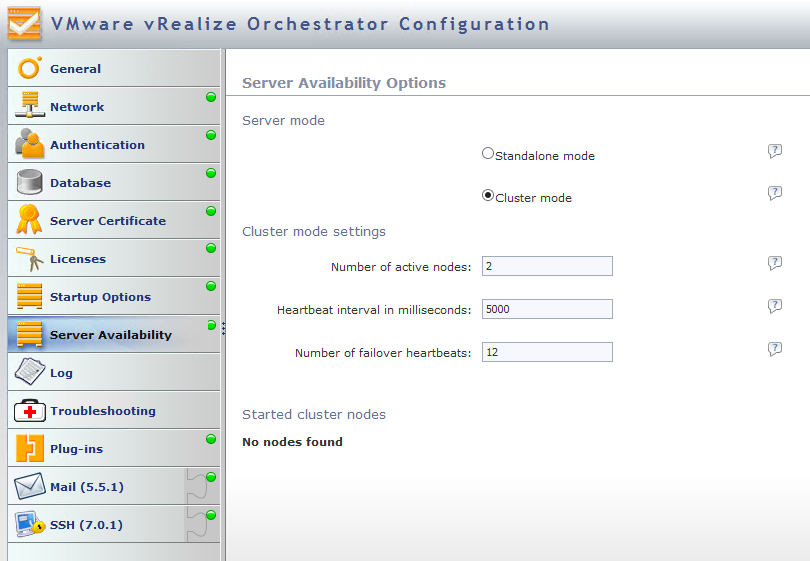 VMware vRealize Orchestrator Configuration
General
Network
Authentication
Database
Server Certificate
Licenses
Startup Options
Server Availability
Log
Troubleshooting
Plug-ins
Mail (5.5.1)
SSH (7.0.1)
Server Availability Options
Server mode
Standalone mode
?
Cluster mode
?
Cluster mode settings
Number of active nodes: 2
?
Heartbeat interval in milliseconds: 5000
?
Number of failover heartbeats: 12
?
Started cluster nodes
No nodes found